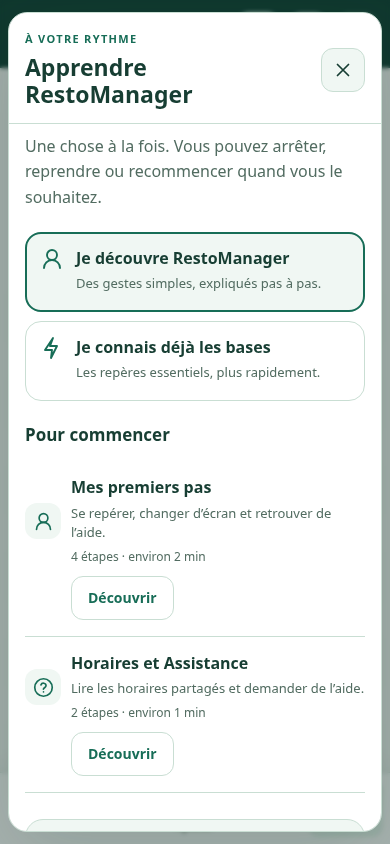 À VOTRE RYTHME
Apprendre
RestoManager
Une chose à la fois. Vous pouvez arrêter,
reprendre ou recommencer quand vous le
souhaitez.
Je découvre RestoManager
Des gestes simples, expliqués pas à pas.
Je connais déjà les bases
Les repères essentiels, plus rapidement.
Pour commencer
Mes premiers pas
Se repérer, changer d’écran et retrouver de
l’aide.
4 étapes · environ 2 min
Découvrir
Horaires et Assistance
Lire les horaires partagés et demander de l’aide.
2 étapes · environ 1 min
Découvrir